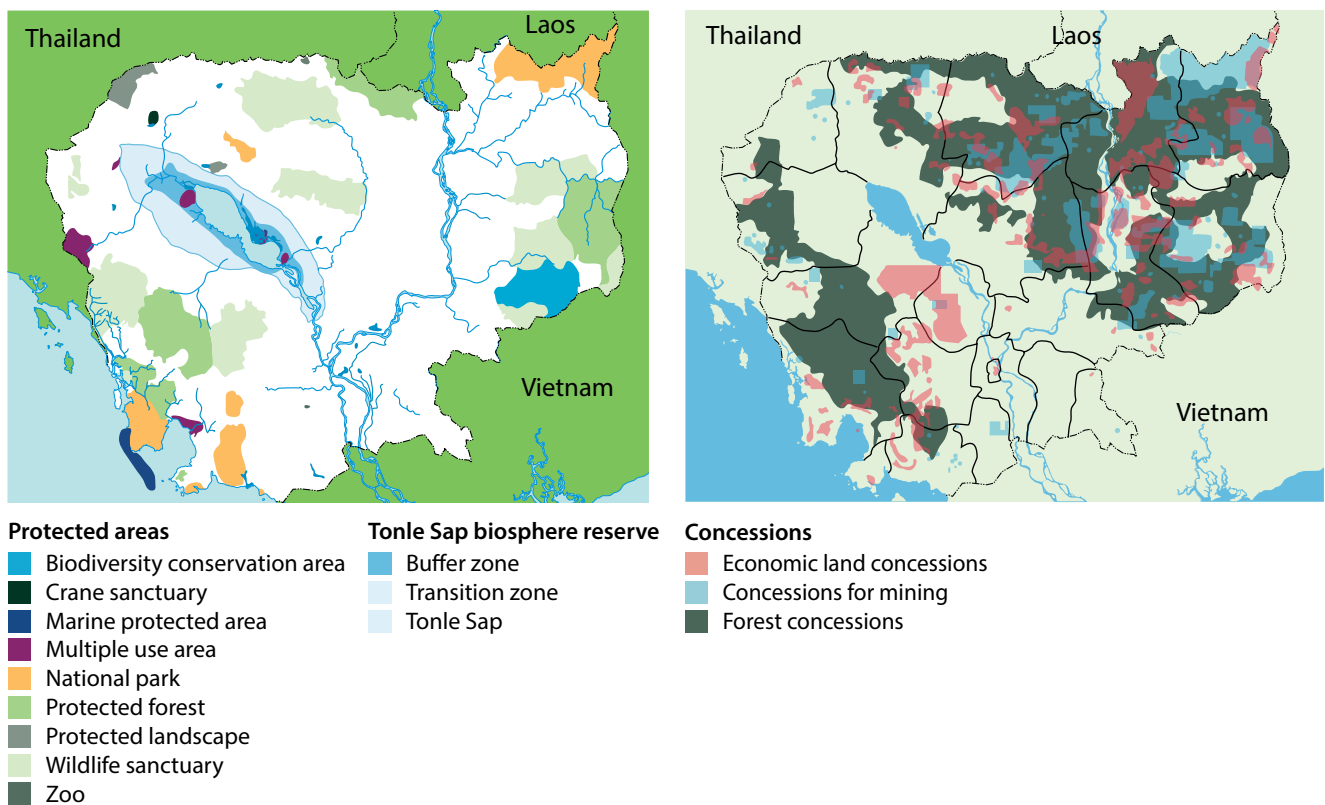 Thailand
Laos
Vietnam
Thailand
Laos
Vietnam
Protected areas
Biodiversity conservation area
Crane sanctuary
Marine protected area
Multiple use area
National park
Protected forest
Protected landscape
Wildlife sanctuary
Zoo
Tonle Sap biosphere reserve
Buffer zone
Transition zone
Tonle Sap
Concessions
Economic land concessions
Concessions for mining
Forest concessions